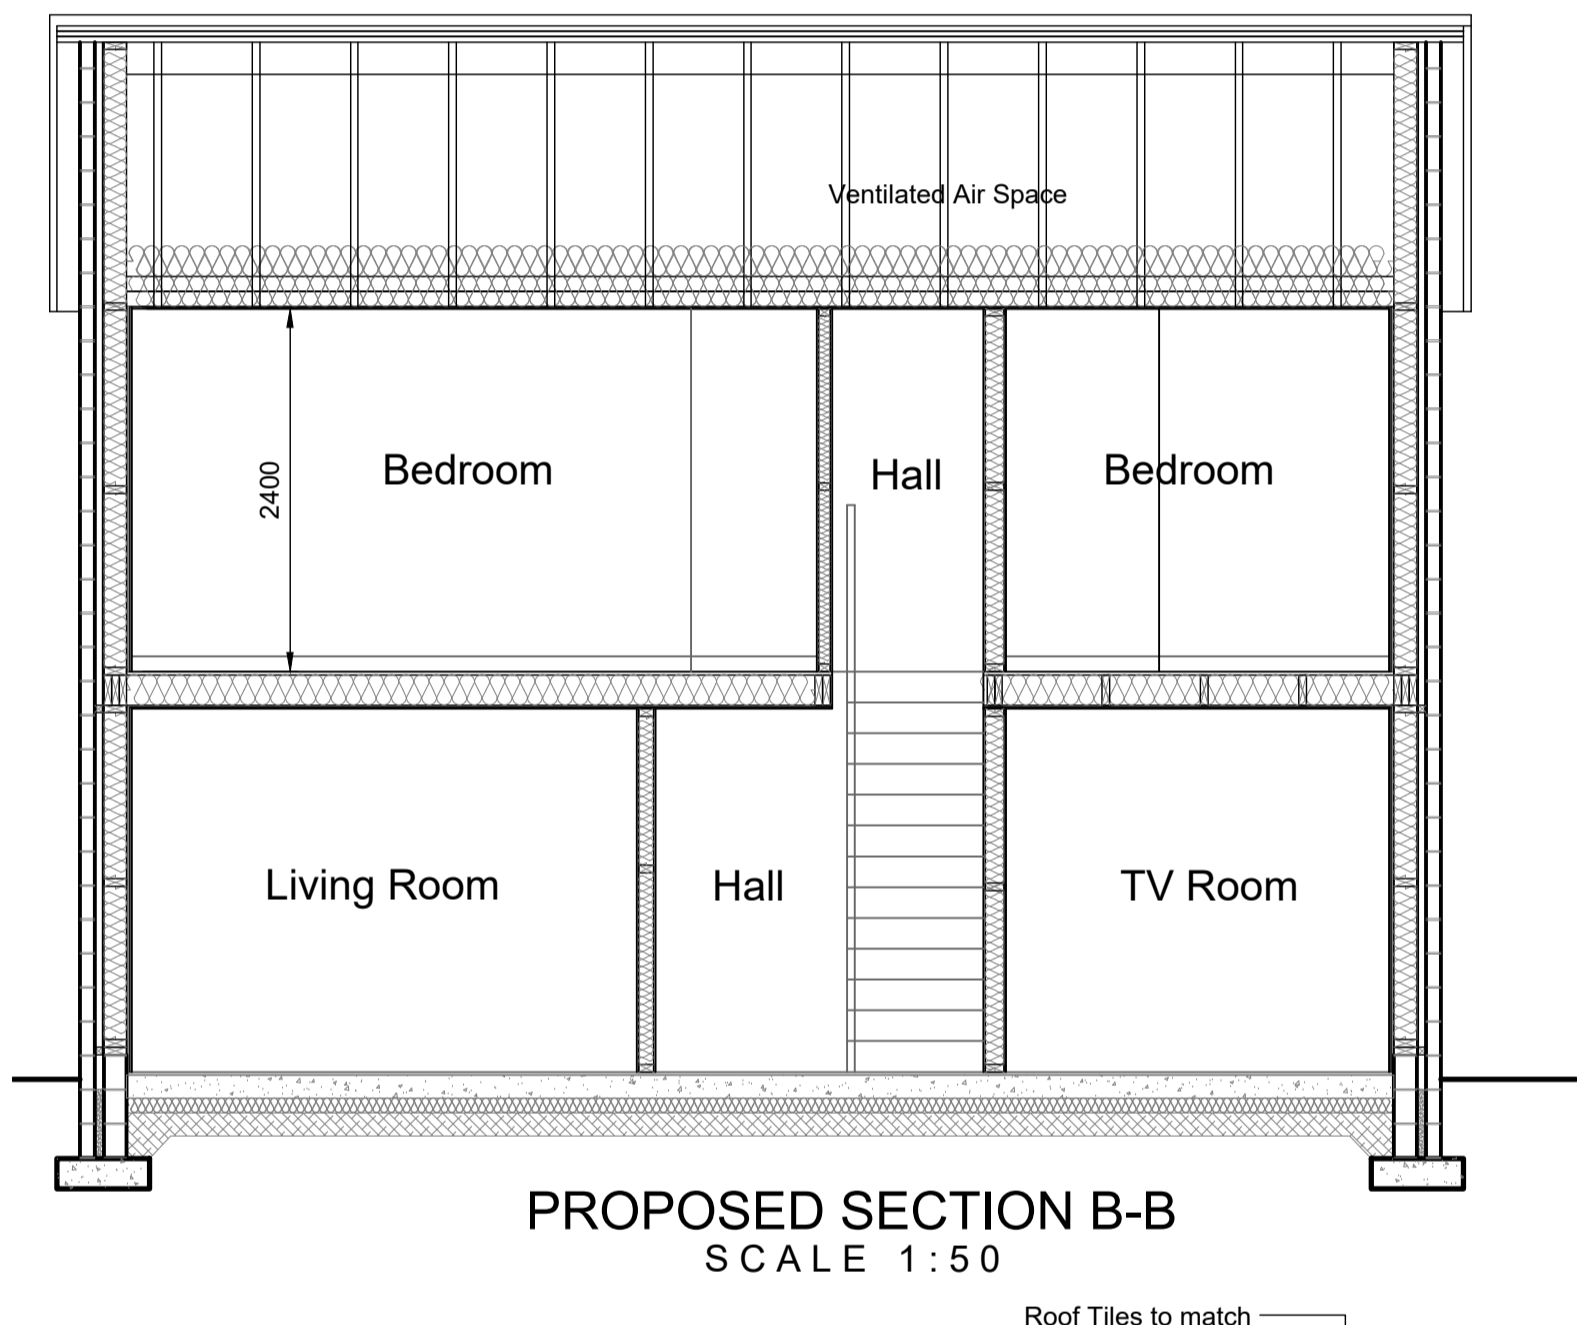 Ventilated Air Space
Bedroom
Hall
Bedroom
2400
Living Room
Hall
TV Room
PROPOSED SECTION B-B
SCALE 1:50
Roof Tiles to match